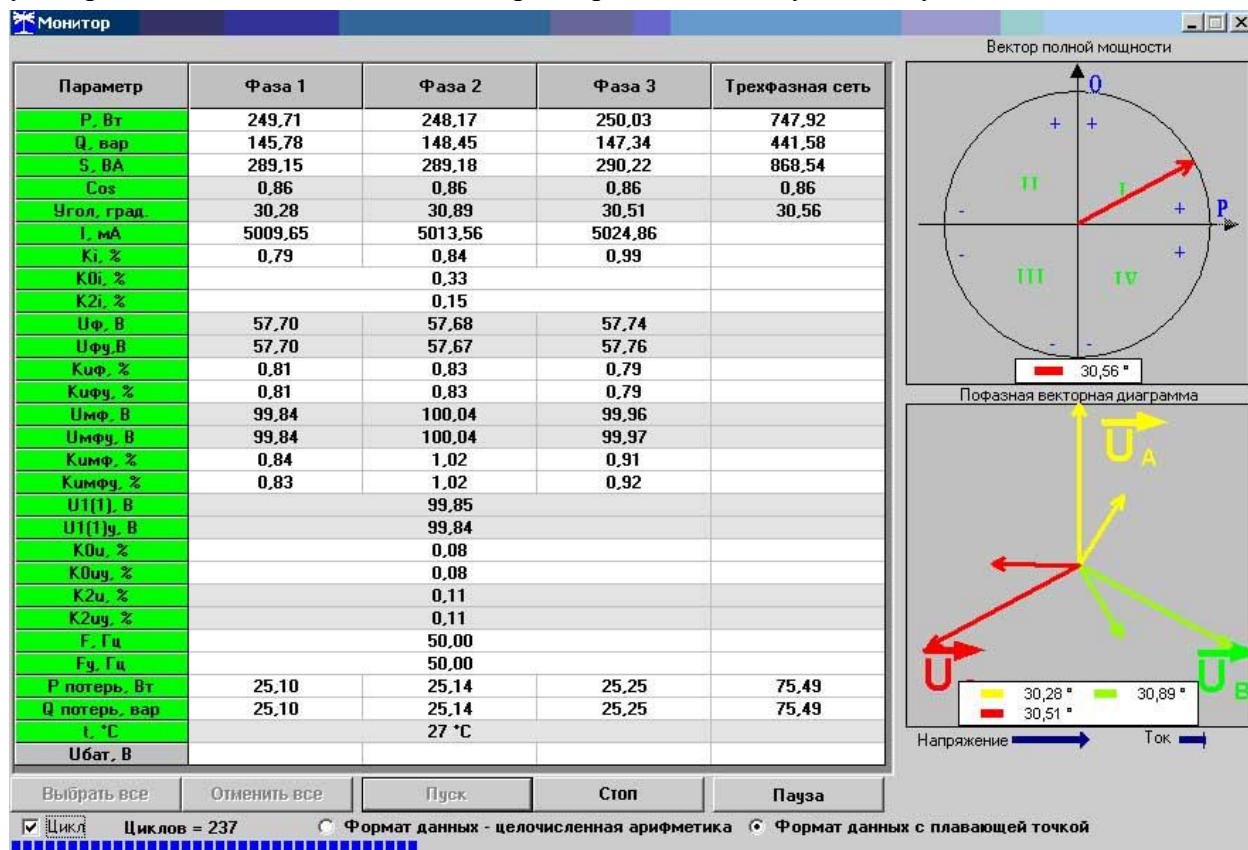 Монитор
Параметр Фаза 1 Фаза 2 Фаза 3 Трехфазная сеть
P, Вт 249,71 248,17 250,03 747,92
Q, вар 145,78 148,45 147,34 441,58
S, ВА 289,15 289,18 290,22 868,54
Cos 0,86 0,86 0,86 0,86
Угол, град. 30,28 30,89 30,51 30,56
I, мА 5009,65 5013,56 5024,86
Ki, % 0,79 0,84 0,99
K0i, % 0,33
K2i, % 0,15
Uф, В 57,70 57,68 57,74
Uфу,В 57,70 57,67 57,76
Kuф, % 0,81 0,83 0,79
Kuфу, % 0,81 0,83 0,79
Uмф, В 99,84 100,04 99,96
Uмфу, В 99,84 100,04 99,97
Kuмф, % 0,84 1,02 0,91
Kuмфу, % 0,83 1,02 0,92
U1(1), В 99,85
U1(1)у, В 99,84
K0u, % 0,08
K0uу, % 0,08
K2u, % 0,11
K2uу, % 0,11
F, Гц 50,00
Fу, Гц 50,00
P потерь, Вт 25,10 25,14 25,25 75,49
Q потерь, вар 25,10 25,14 25,25 75,49
t, °C 27 °C
Uбат, В
Выбрать все Отменить все Пуск Стоп Пауза
Цикл Циклов = 237 Формат данных - целочисленная арифметика Формат данных с плавающей точкой
Вектор полной мощности
Q
+ +
II I
- + P
- +
III IV
- -
30,56 °
Пофазная векторная диаграмма
U A
U U B
30,28 ° 30,89 °
30,51 °
Напряжение Ток